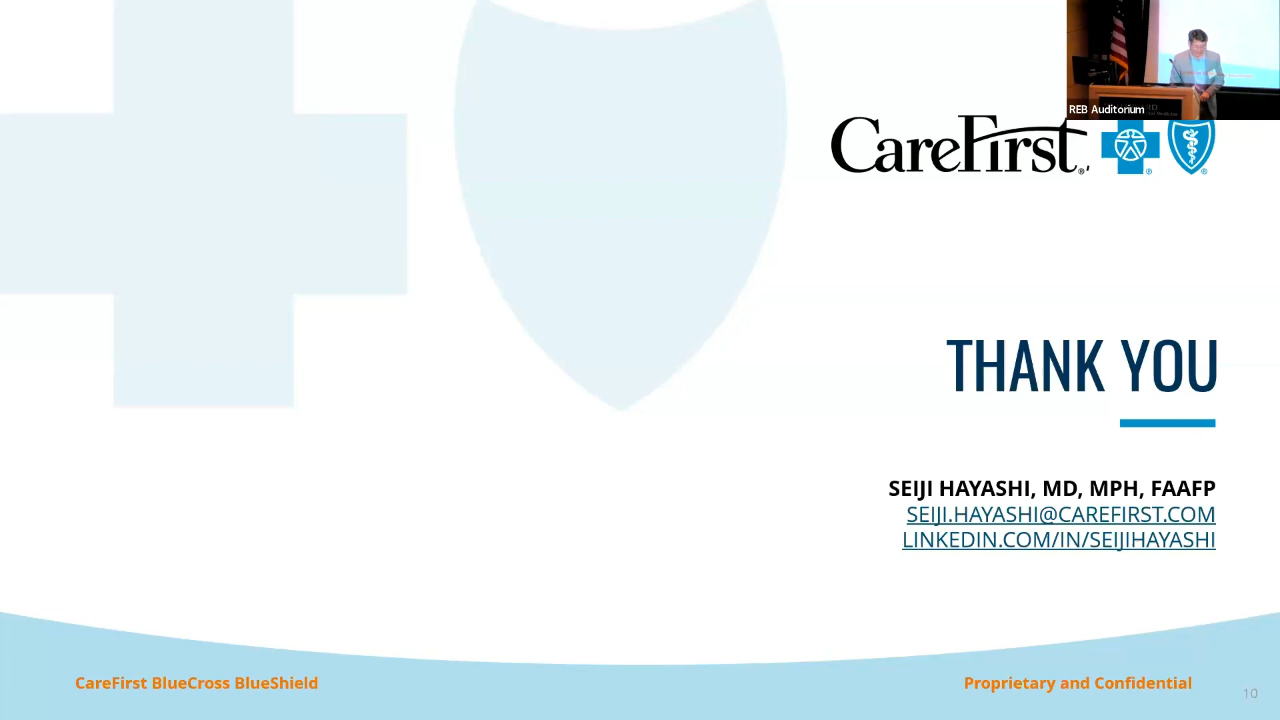 REB Auditorium
CareFirst®,
THANK YOU
SEIJI HAYASHI, MD, MPH, FAAFP
SEIJI.HAYASHI@CAREFIRST.COM
LINKEDIN.COM/IN/SEIJIHAYASHI
CareFirst BlueCross BlueShield
Proprietary and Confidential
10